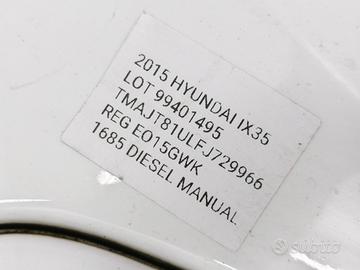 2015 HYUNDAI IX35
LOT 99401495
TMAJT81ULFJ729966
REG EO15GWK
1685 DIESEL MANUAL
subito